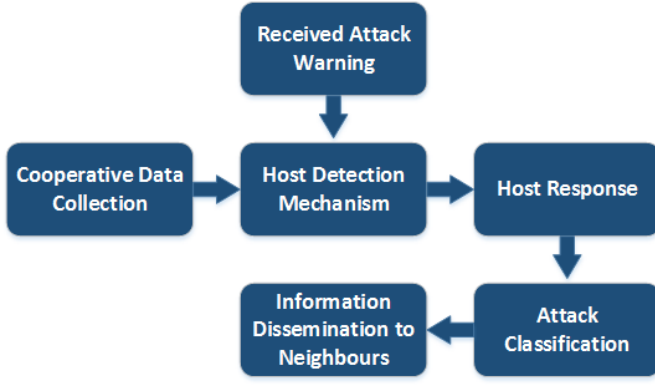 Received Attack
Warning
Cooperative Data
Collection
Host Detection
Mechanism
Host Response
Information
Dissemination to
Neighbours
Attack
Classification